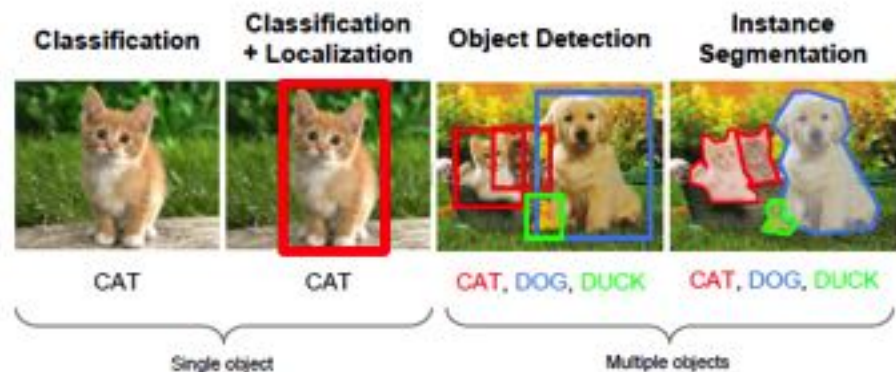 Classification
Classification
+ Localization
Object Detection
Instance
Segmentation
CAT
CAT
CAT, DOG, DUCK
CAT, DOG, DUCK
Single object
Multiple objects